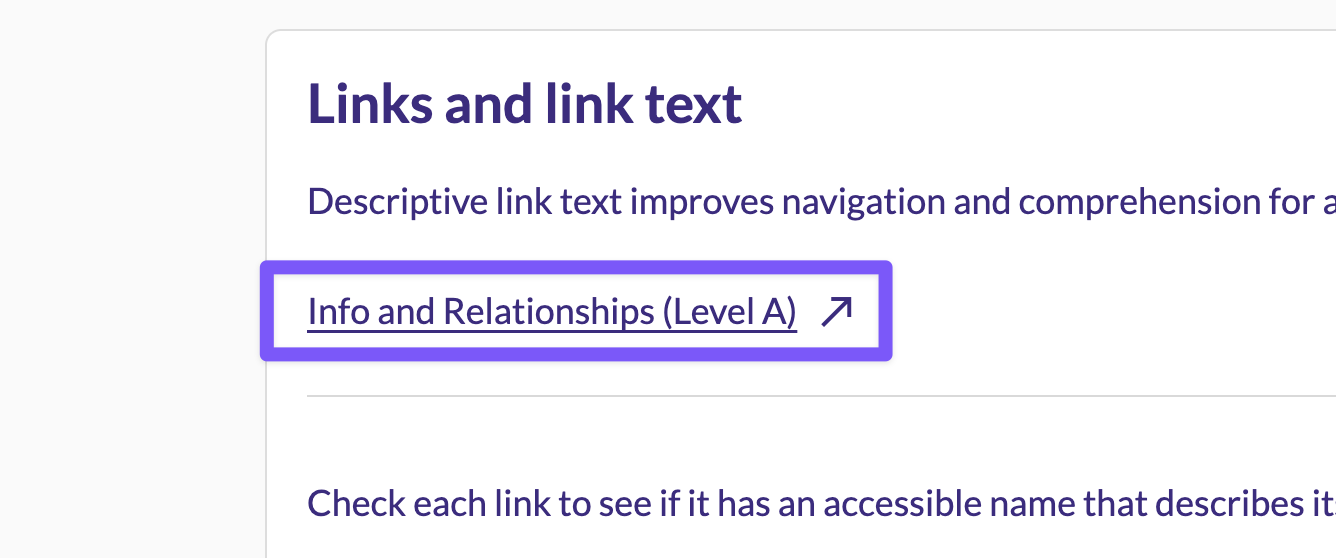 Links and link text
Descriptive link text improves navigation and comprehension for
Info and Relationships (Level A)
Check each link to see if it has an accessible name that describes